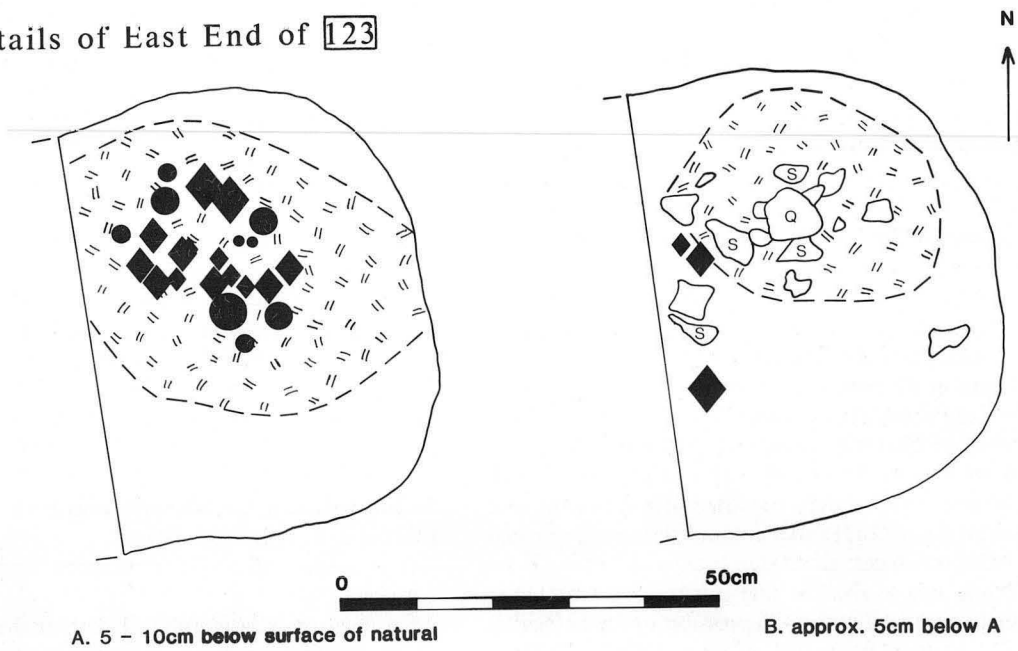 tails of East End of 123
N
S
Q
S
S
S
0 50cm
A. 5 - 10cm below surface of natural
B. approx. 5cm below A